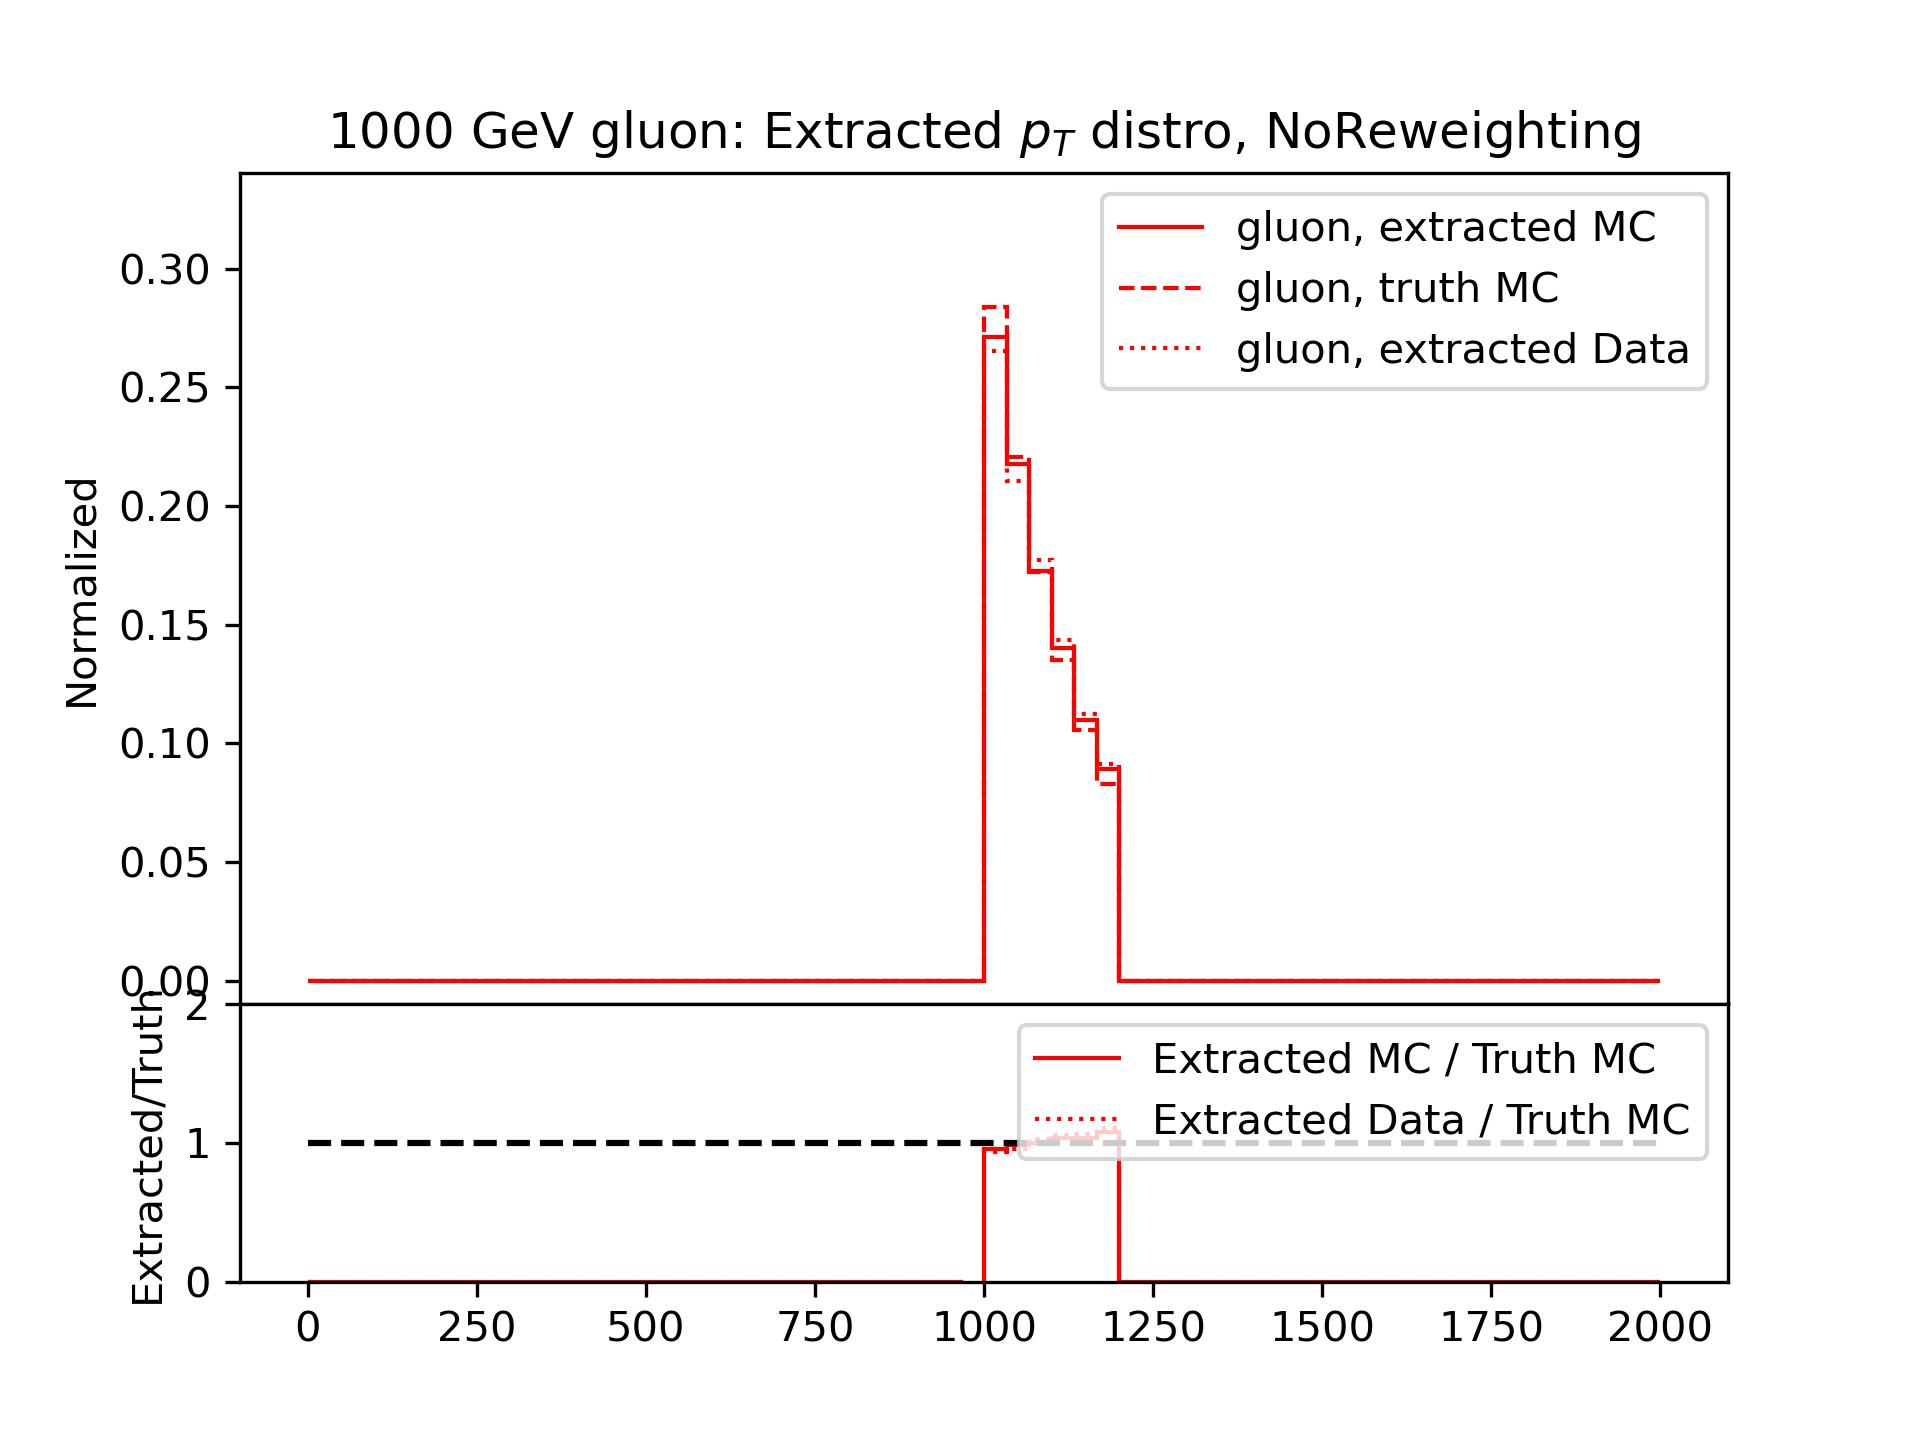 1000 GeV gluon: Extracted p_T distro, NoReweighting
gluon, extracted MC
gluon, truth MC
gluon, extracted Data
Normalized
0.30
0.25
0.20
0.15
0.10
0.05
0.00
Extracted MC / Truth MC
Extracted Data / Truth MC
Extracted/Truth
2
1
0
0 250 500 750 1000 1250 1500 1750 2000